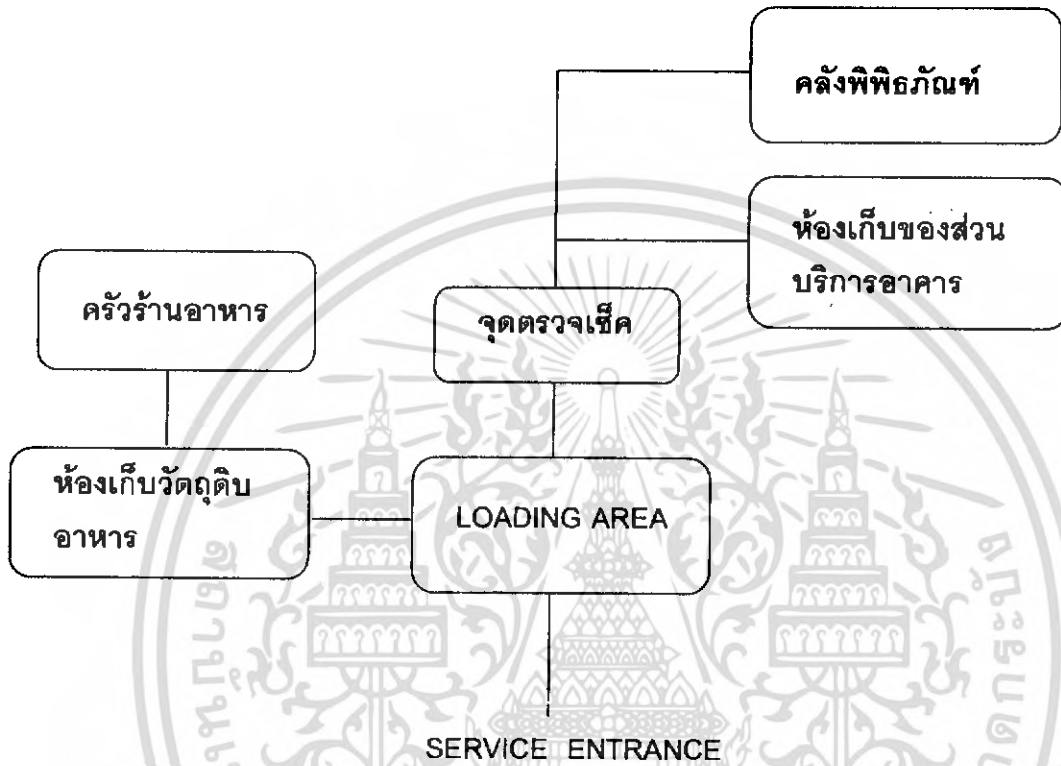 คลังพิพิธภัณฑ์
ห้องเก็บของส่วน
บริการอาคาร
ครัวร้านอาหาร
จุดตรวจเช็ค
ห้องเก็บวัตถุดิบ
อาหาร
LOADING AREA
SERVICE ENTRANCE